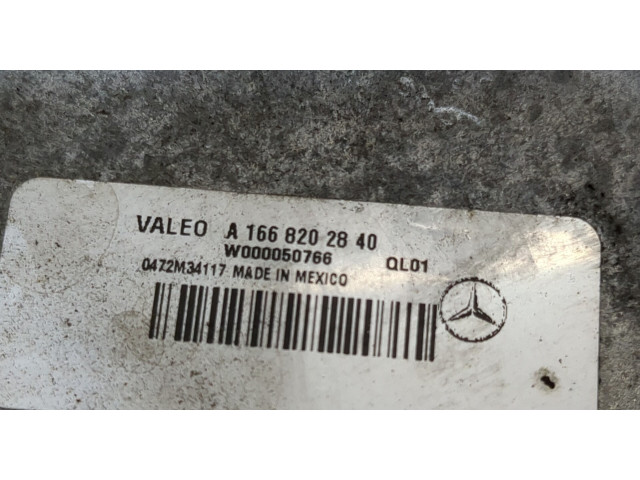 VALEO A 166 820 28 40
W000050766 QL01
0472M34117 MADE IN MEXICO